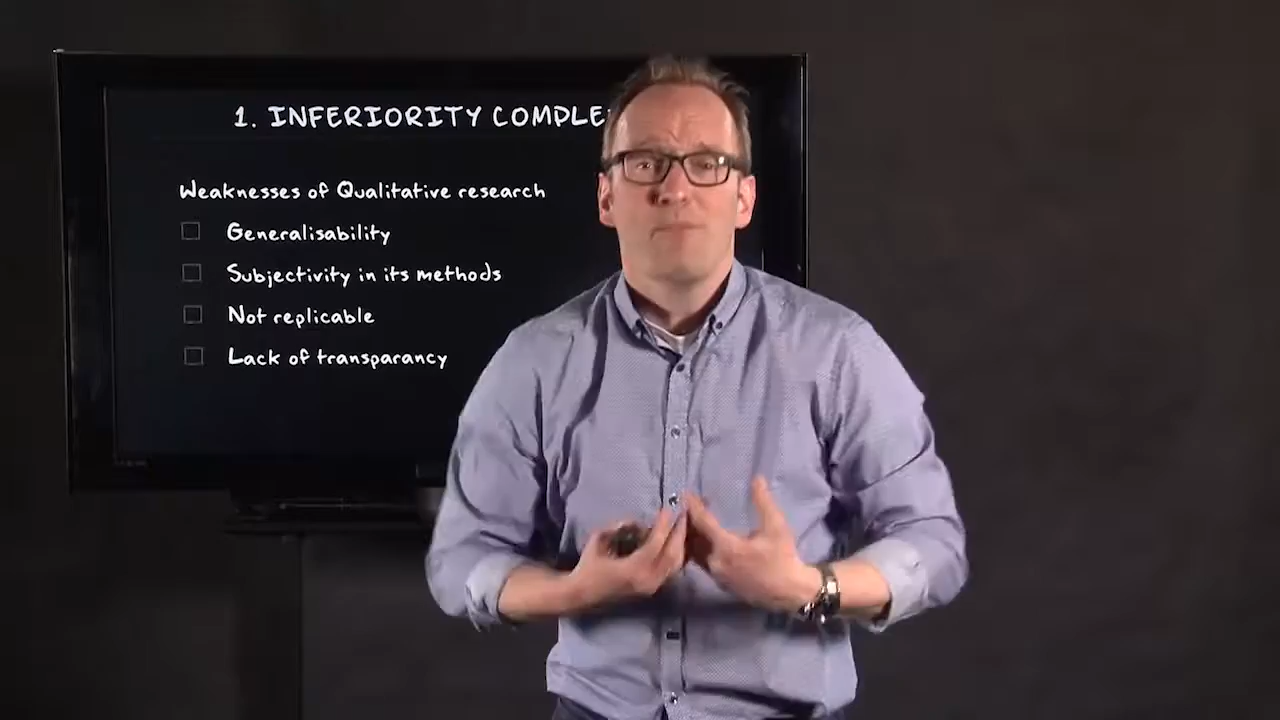 1. INFERIORITY COMPLE
Weaknesses of Qualitative research
Generalisability
Subjectivity in its methods
Not replicable
Lack of transparancy